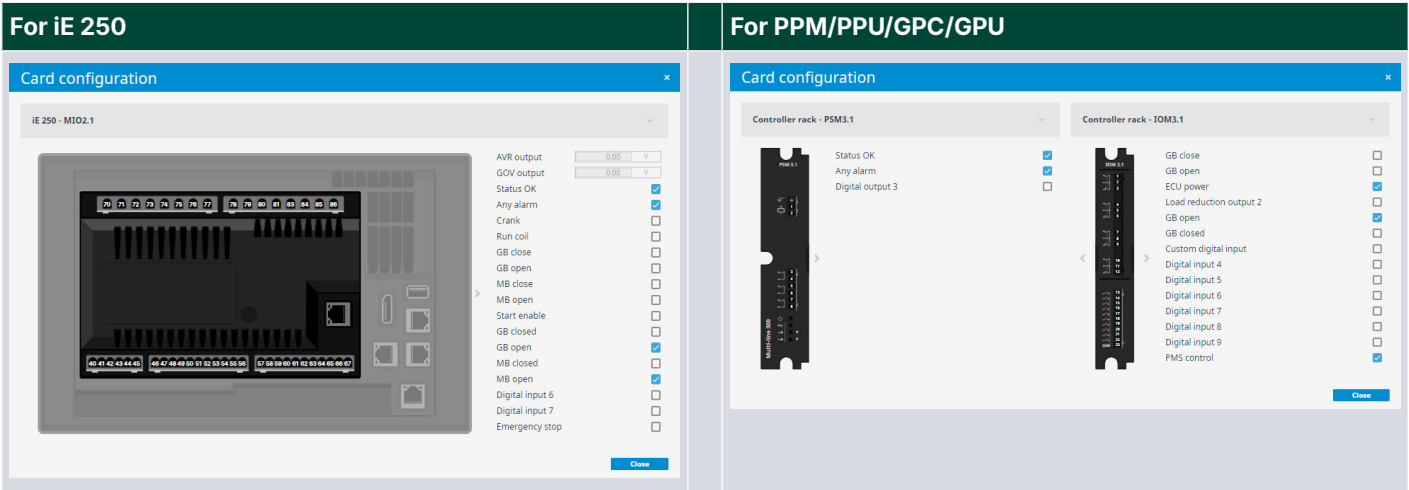 For iE 250
For PPM/PPU/GPC/GPU
Card configuration
×
iE 250 - MIO2.1
70 71 72 73 74 75 76 77 78 79 80 81 83 84 85 86
40 41 42 43 44 45 46 47 48 49 50 51 52 53 54 55 56 57 58 59 60 61 62 63 64 65 66 67
AVR output 0.00 V
GOV output 0.00 V
Status OK
Any alarm
Crank
Run coil
GB close
GB open
MB close
MB open
Start enable
GB closed
GB open
MB closed
MB open
Digital input 6
Digital input 7
Emergency stop
Close
Card configuration
×
Controller rack - PSM3.1
PSM 3.1
Multi-line 300
Status OK
Any alarm
Digital output 3
Controller rack - IOM3.1
IOM 3.1
GB close
GB open
ECU power
Load reduction output 2
GB open
GB closed
Custom digital input
Digital input 4
Digital input 5
Digital input 6
Digital input 7
Digital input 8
Digital input 9
PMS control
Close